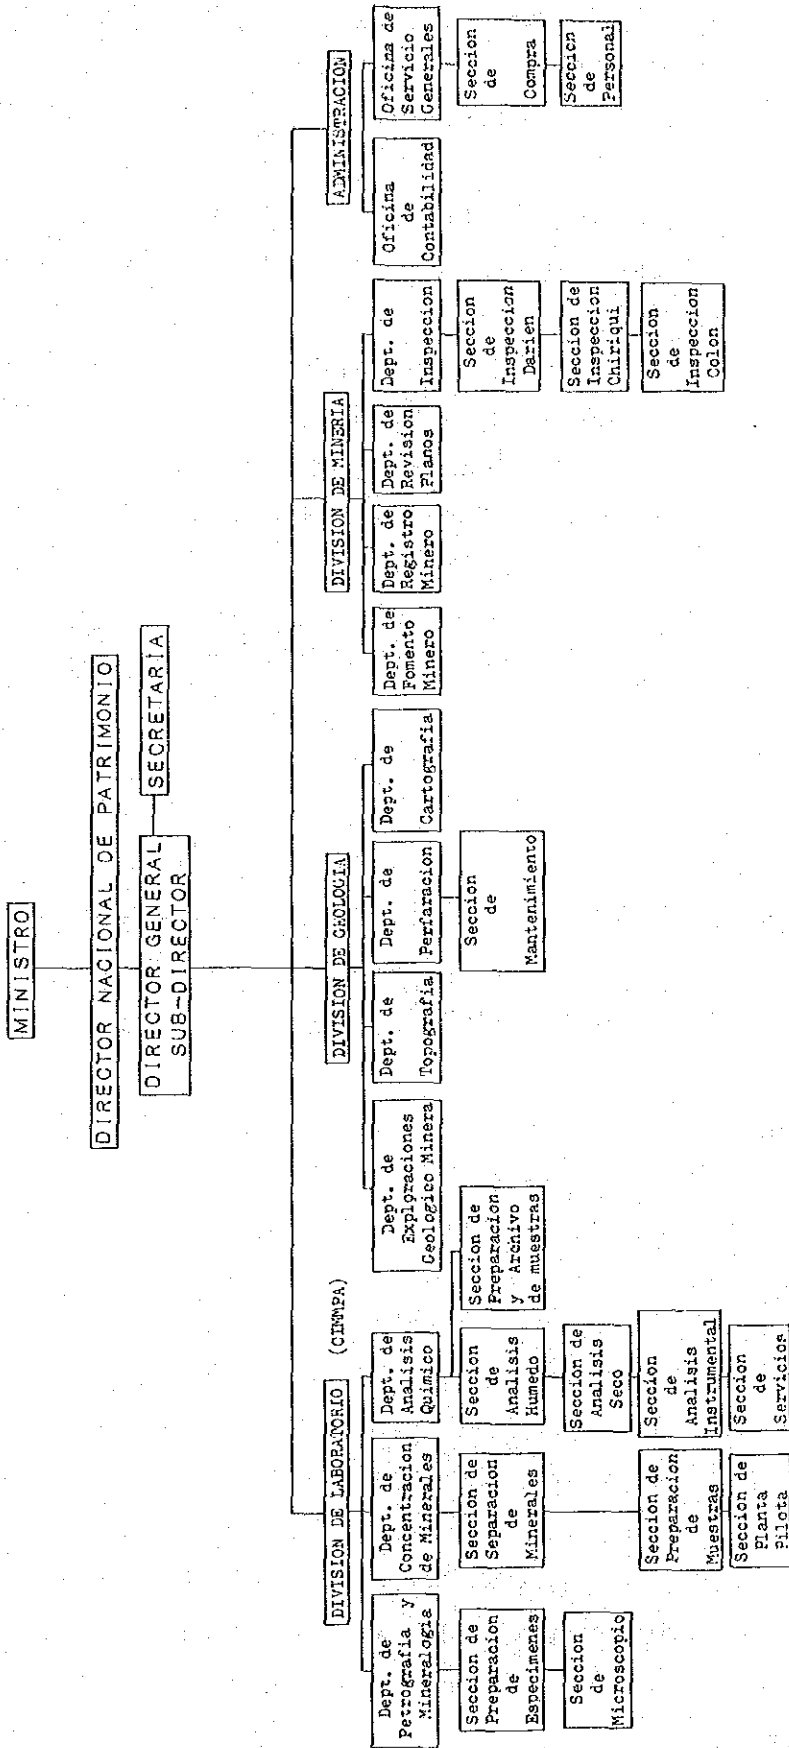 MINISTRO
DIRECTOR NACIONAL DE PATRIMONIO
DIRECTOR GENERAL
SUB-DIRECTOR
SECRETARIA
DIVISION DE LABORATORIO
(CIMMPA)
DIVISION DE GEOLOGIA
DIVISION DE MINERIA
ADMINISTRACION
Dept. de
Petrografia y
Mineralogia
Dept. de
Concentracion
de Minerales
Dept. de
Analisis
Quimico
Dept. de
Exploraciones
Geologico Minera
Dept. de
Topografia
Dept. de
Perfaracion
Dept. de
Cartografia
Dept. de
Fomento
Minero
Dept. de
Registro
Minero
Dept. de
Revision
Planos
Dept. de
Inspeccion
Oficina
de
Contabilidad
Oficina de
Servicio
Generales
Seccion de
Preparacion
de
Especimenes
Seccion de
Separacion
de
Minerales
Seccion
de
Analisis
Humedo
Seccion de
Preparacion
y Archivo
de muestras
Seccion
de
Mantenimiento
Seccion
de
Inspeccion
Darien
Seccion
de
Compra
Seccion
de
Microscopio
Seccion de
Analisis
Seco
Seccion de
Inspeccion
Chiriqui
Seccion
de
Personal
Seccion de
Preparacion
de
Muestras
Seccion
de
Analisis
Instrumental
Seccion
de
Inspeccion
Colon
Seccion de
Planta
Pilota
Seccion
de
Servicios